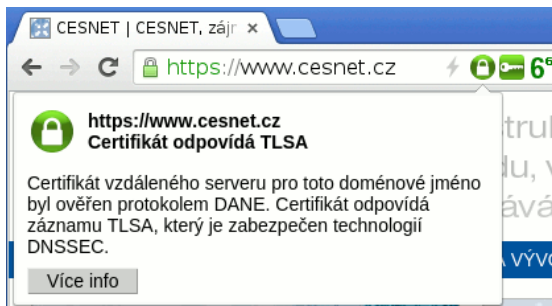 CESNET | CESNET, zájr
https://www.cesnet.cz
6
https://www.cesnet.cz
Certifikát odpovídá TLSA
Certifikát vzdáleného serveru pro toto doménové jméno
byl ověřen protokolem DANE. Certifikát odpovídá
záznamu TLSA, který je zabezpečen technologií
DNSSEC.
Více info